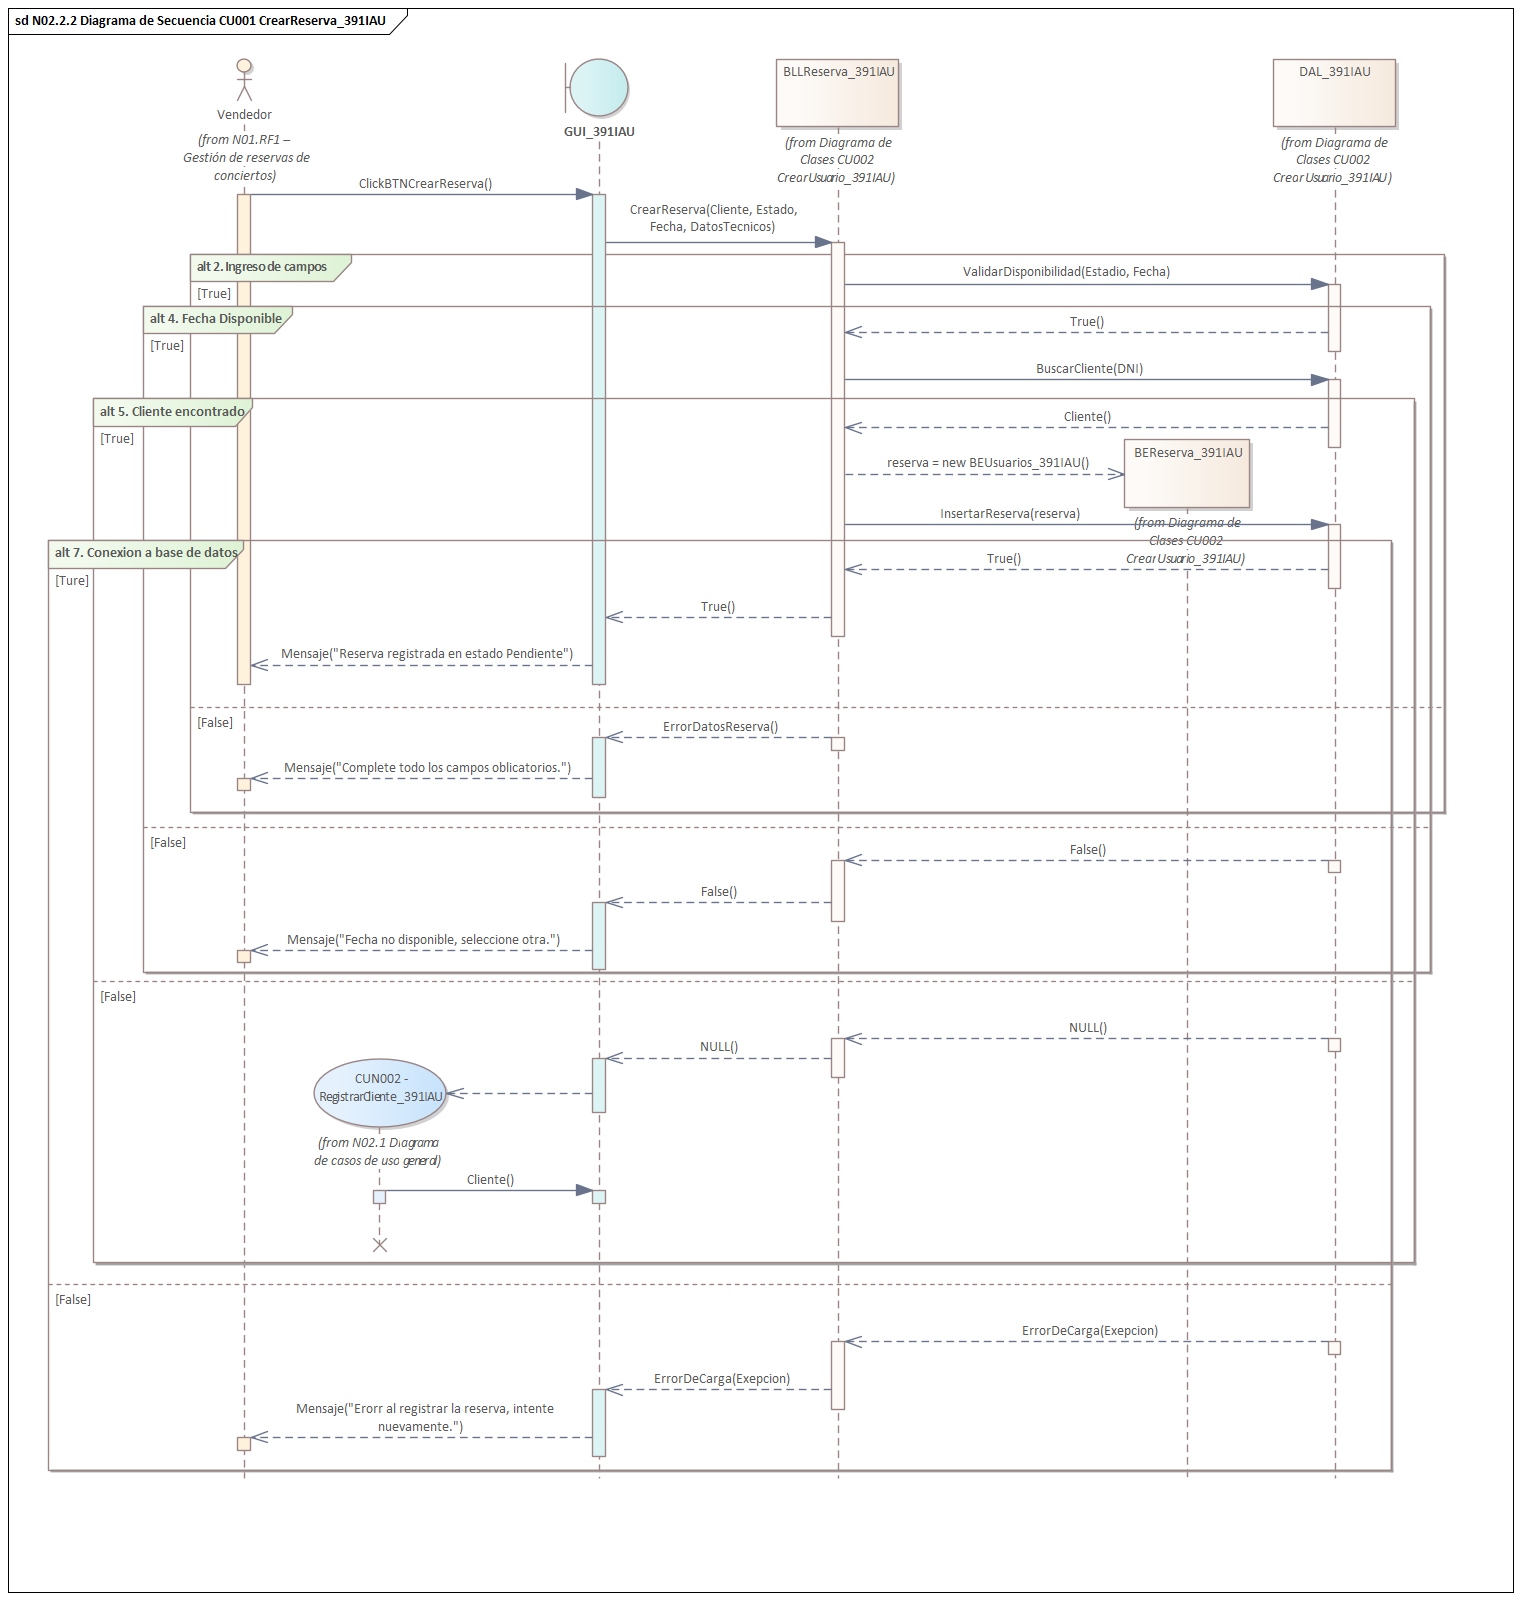 sd N02.2.2 Diagrama de Secuencia CU001 CrearReserva_391IAU
Vendedor
(from N01.RF1 –
Gestión de reservas de
conciertos)
GUI_391IAU
BLLReserva_391IAU
(from Diagrama de
Clases CU002
CrearUsuario_391IAU)
DAL_391IAU
(from Diagrama de
Clases CU002
CrearUsuario_391IAU)
ClickBTNCrearReserva()
CrearReserva(Cliente, Estado,
Fecha, DatosTecnicos)
alt 2. Ingreso de campos
[True]
ValidarDisponibilidad(Estadio, Fecha)
alt 4. Fecha Disponible
[True]
True()
BuscarCliente(DNI)
alt 5. Cliente encontrado
[True]
Cliente()
reserva = new BEUsuarios_391IAU()
BEReserva_391IAU
(from Diagrama de
Clases CU002
CrearUsuario_391IAU)
InsertarReserva(reserva)
alt 7. Conexion a base de datos
[Ture]
True()
True()
Mensaje("Reserva registrada en estado Pendiente")
[False]
ErrorDatosReserva()
Mensaje("Complete todo los campos oblicatorios.")
[False]
False()
False()
Mensaje("Fecha no disponible, seleccione otra.")
[False]
NULL()
NULL()
CUN002 -
RegistrarCliente_391IAU
(from N02.1 Diagrama
de casos de uso general)
Cliente()
[False]
ErrorDeCarga(Exepcion)
ErrorDeCarga(Exepcion)
Mensaje("Erorr al registrar la reserva, intente
nuevamente.")